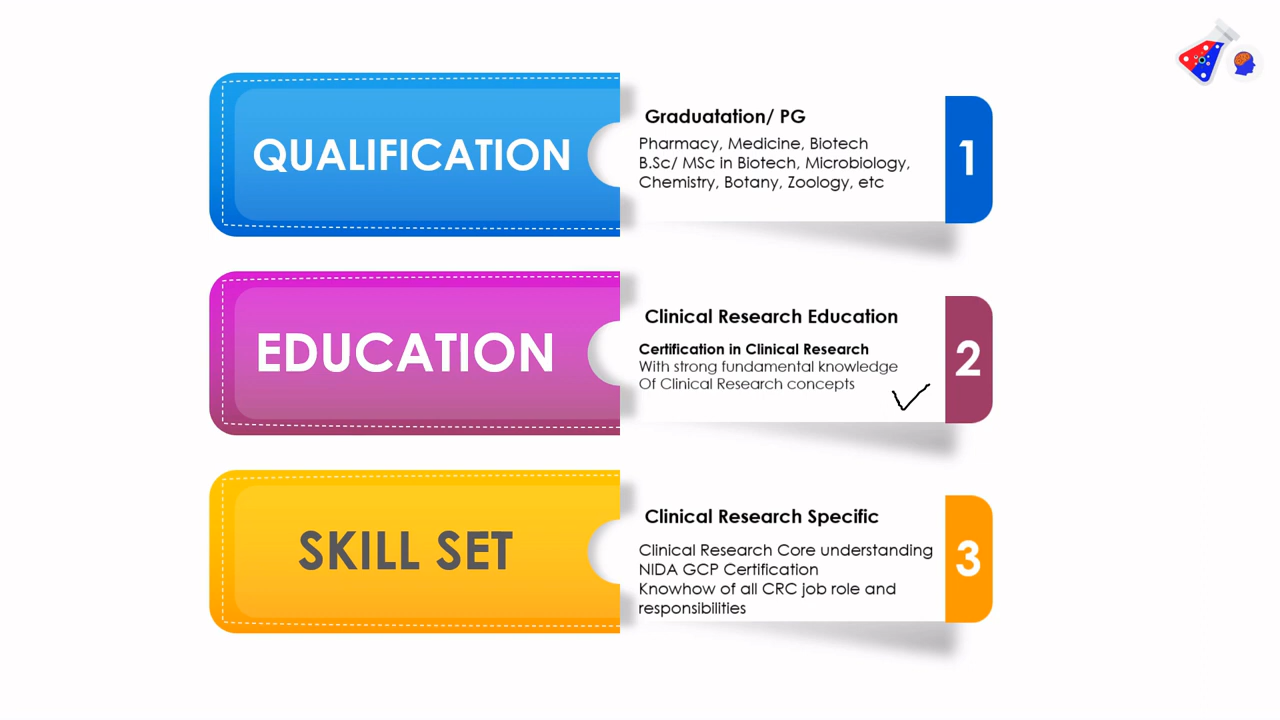 QUALIFICATION
Graduatation/ PG
Pharmacy, Medicine, Biotech
B.Sc/ MSc in Biotech, Microbiology,
Chemistry, Botany, Zoology, etc
1
EDUCATION
Clinical Research Education
Certification in Clinical Research
With strong fundamental knowledge
Of Clinical Research concepts
2
SKILL SET
Clinical Research Specific
Clinical Research Core understanding
NIDA GCP Certification
Knowhow of all CRC job role and
responsibilities
3